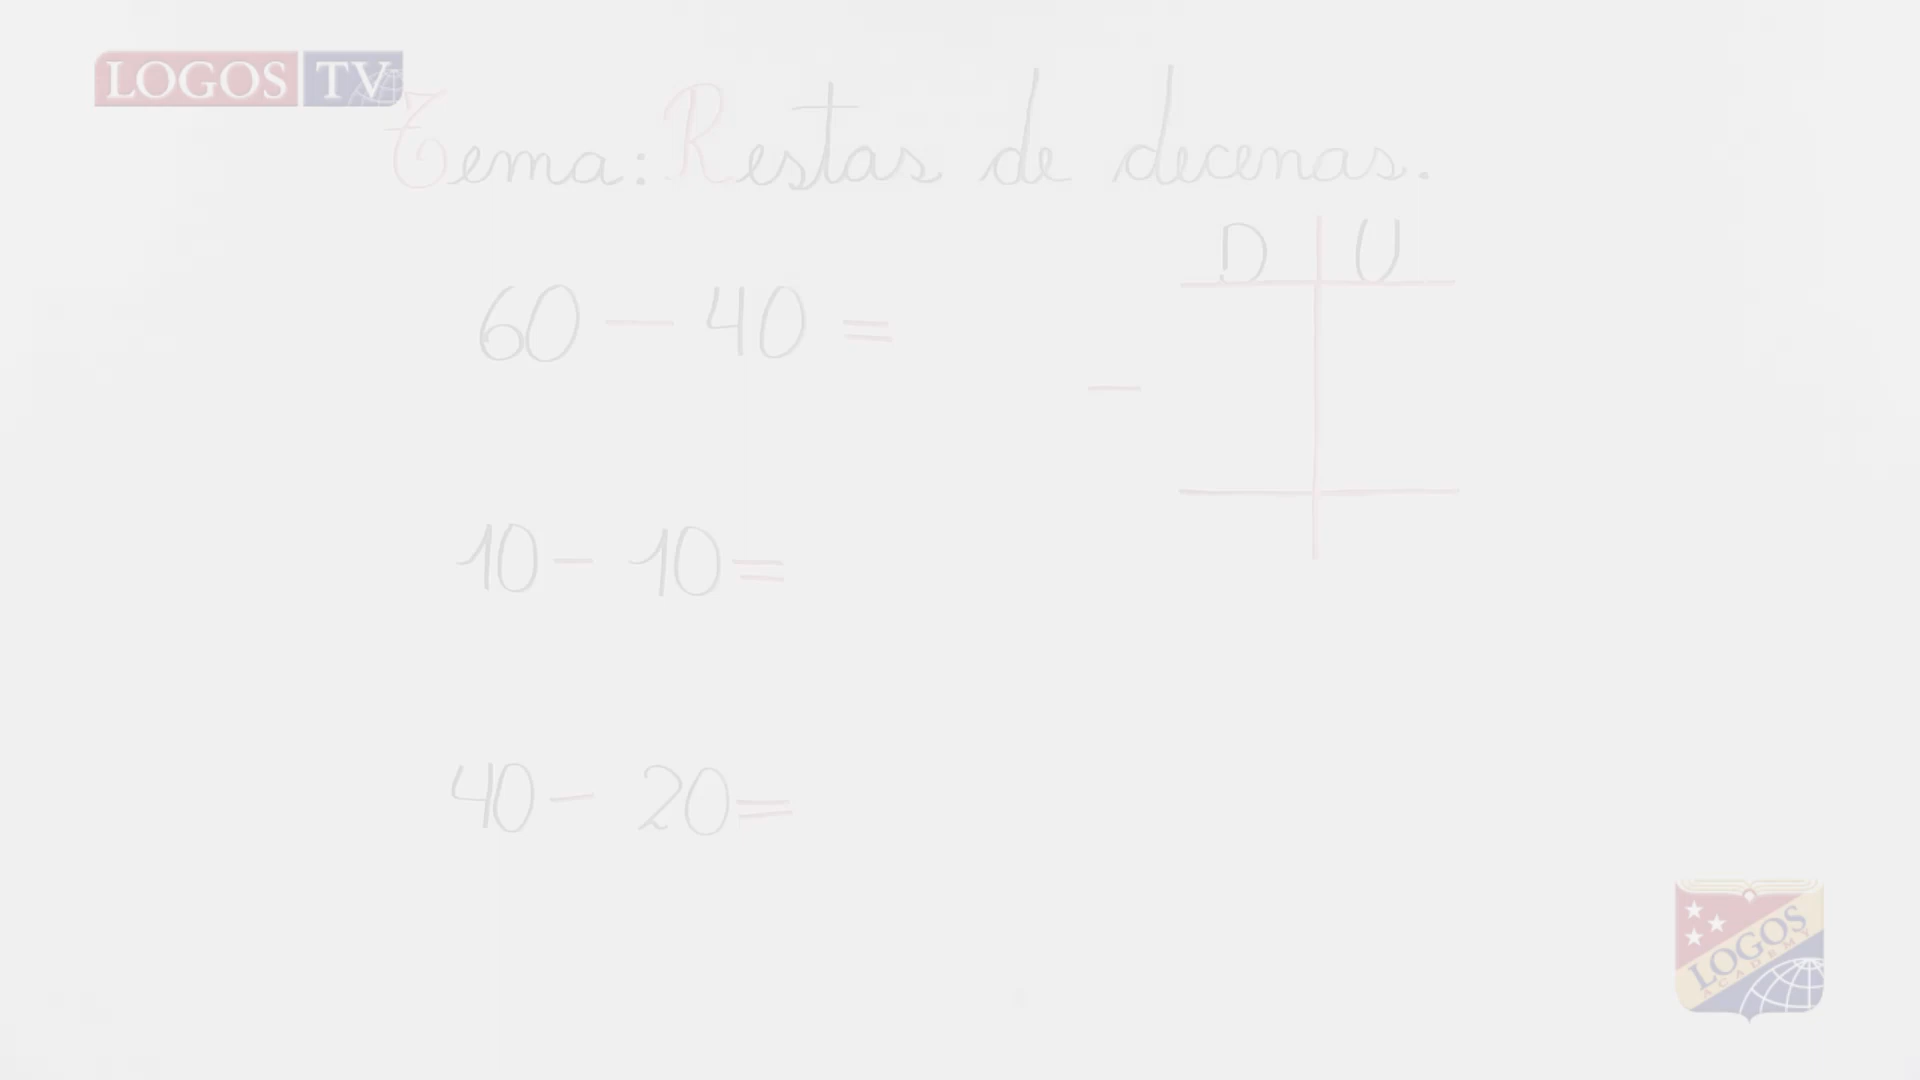 LOGOS TV
Tema: Restas de decenas.
D U
60 - 40 =
-
10 - 10 =
40 - 20 =
LOGOS
ACADEMY